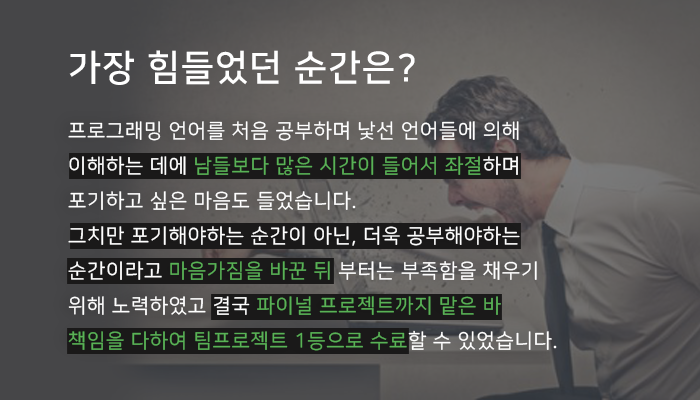 가장 힘들었던 순간은?
프로그래밍 언어를 처음 공부하며 낯선 언어들에 의해
이해하는 데에 남들보다 많은 시간이 들어서 좌절하며
포기하고 싶은 마음도 들었습니다.
그치만 포기해야하는 순간이 아닌, 더욱 공부해야하는
순간이라고 마음가짐을 바꾼 뒤 부터는 부족함을 채우기
위해 노력하였고 결국 파이널 프로젝트까지 맡은 바
책임을 다하여 팀프로젝트 1등으로 수료할 수 있었습니다.